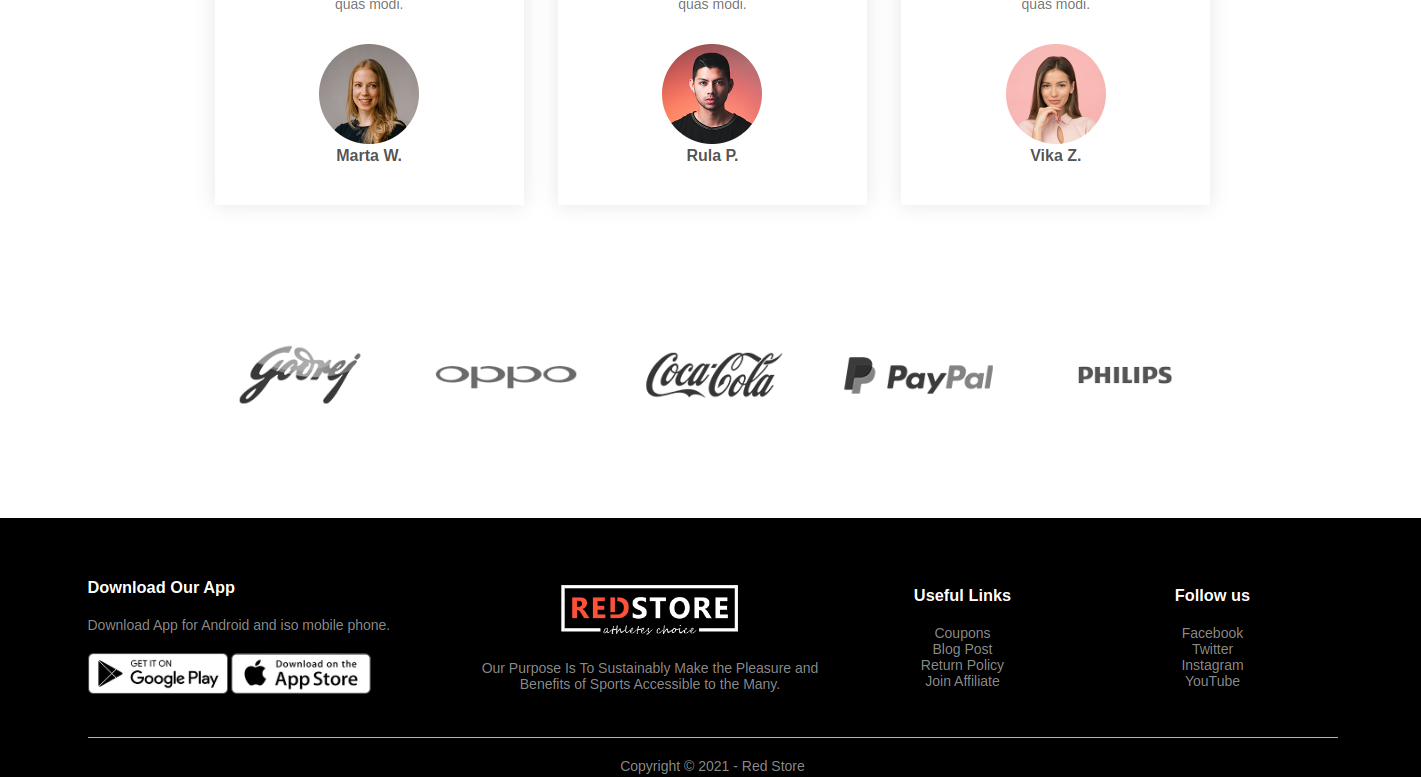 quas modi.
quas modi.
quas modi.
Marta W.
Rula P.
Vika Z.
Godrej
oppo
Coca-Cola
PayPal
PHILIPS
Download Our App
Download App for Android and iso mobile phone.
GET IT ON
Google Play
Download on the
App Store
REDSTORE
athletes choice
Our Purpose Is To Sustainably Make the Pleasure and
Benefits of Sports Accessible to the Many.
Useful Links
Coupons
Blog Post
Return Policy
Join Affiliate
Follow us
Facebook
Twitter
Instagram
YouTube
Copyright © 2021 - Red Store